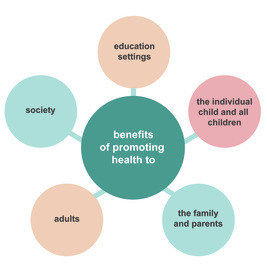 education
settings
society
the individual
child and all
children
benefits
of promoting
health to
adults
the family
and parents